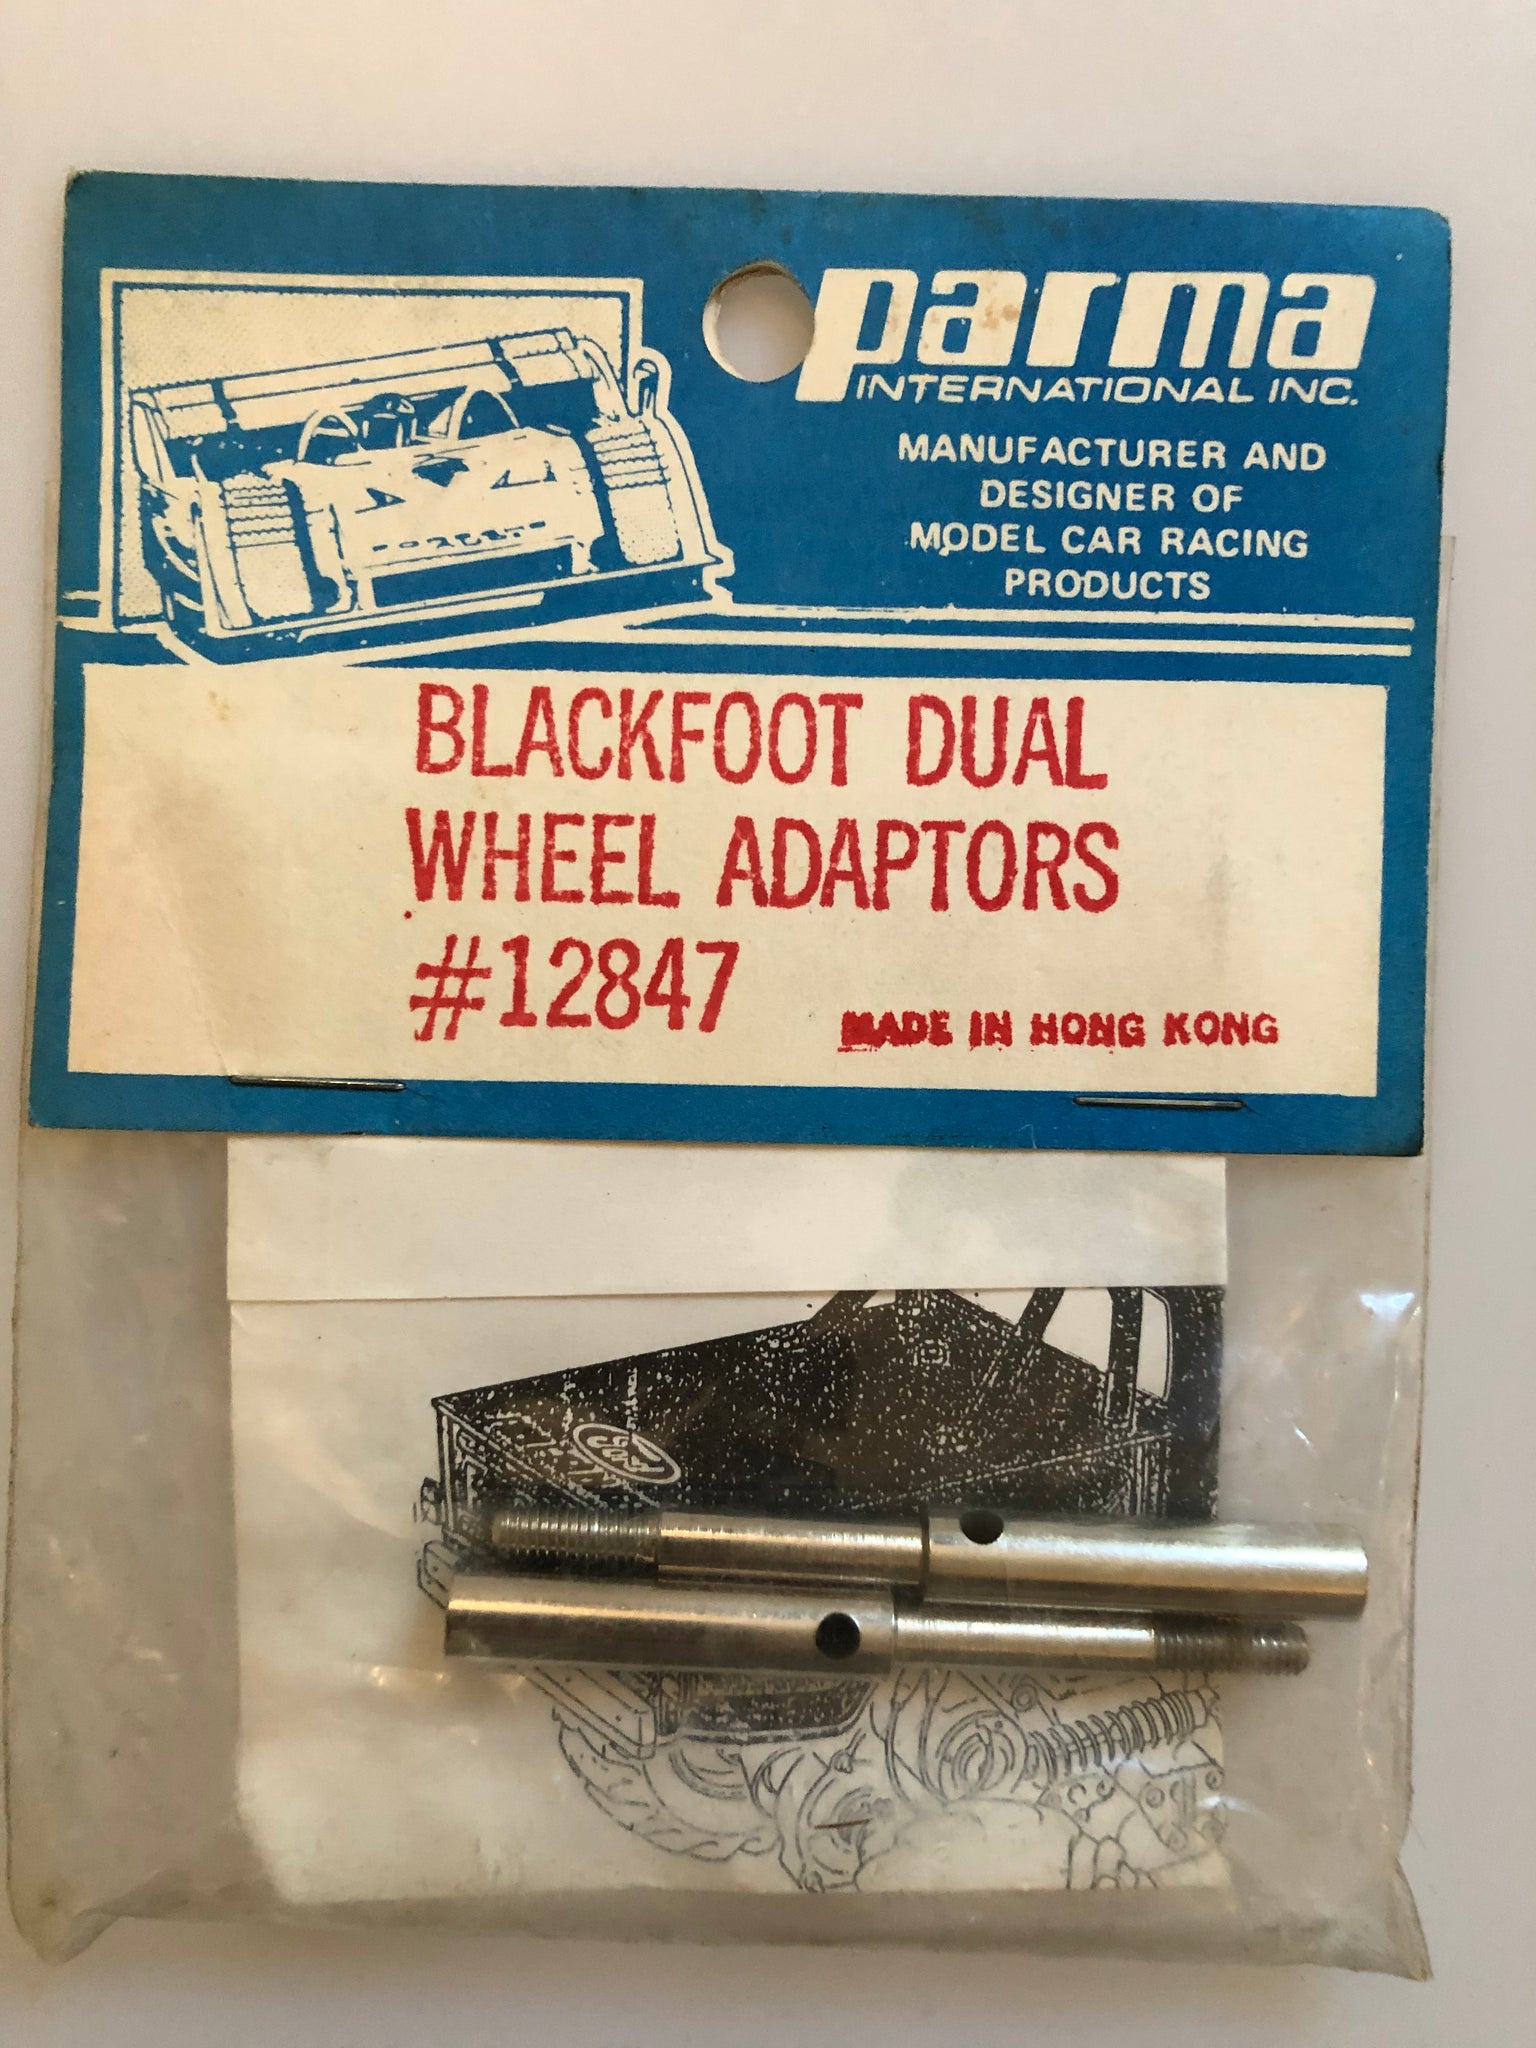 parma
INTERNATIONAL INC.
MANUFACTURER AND
DESIGNER OF
MODEL CAR RACING
PRODUCTS
BLACKFOOT DUAL
WHEEL ADAPTORS
#12847
MADE IN HONG KONG
Ford